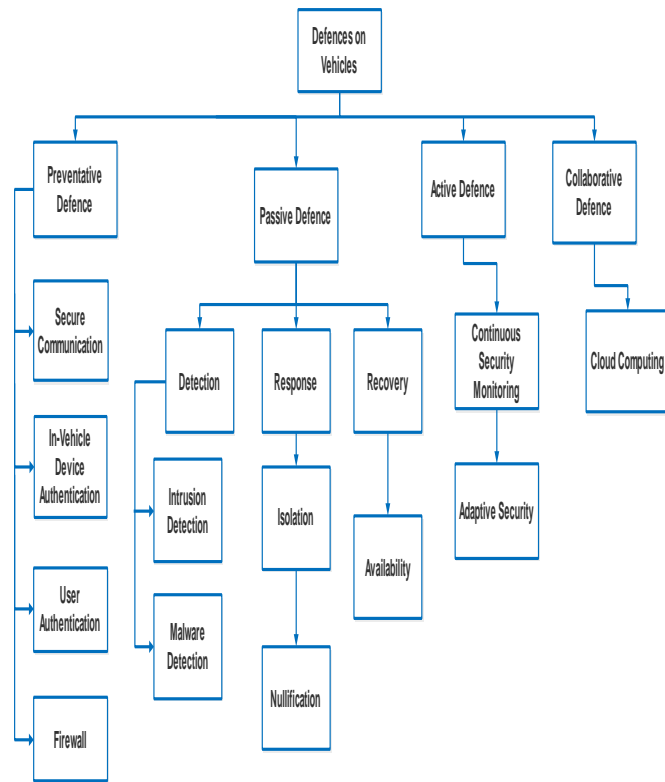 Defences on
Vehicles
Preventative
Defence
Passive Defence
Active Defence
Collaborative
Defence
Secure
Communication
In-Vehicle
Device
Authentication
User
Authentication
Firewall
Detection
Response
Recovery
Intrusion
Detection
Malware
Detection
Isolation
Nullification
Availability
Continuous
Security
Monitoring
Adaptive Security
Cloud Computing